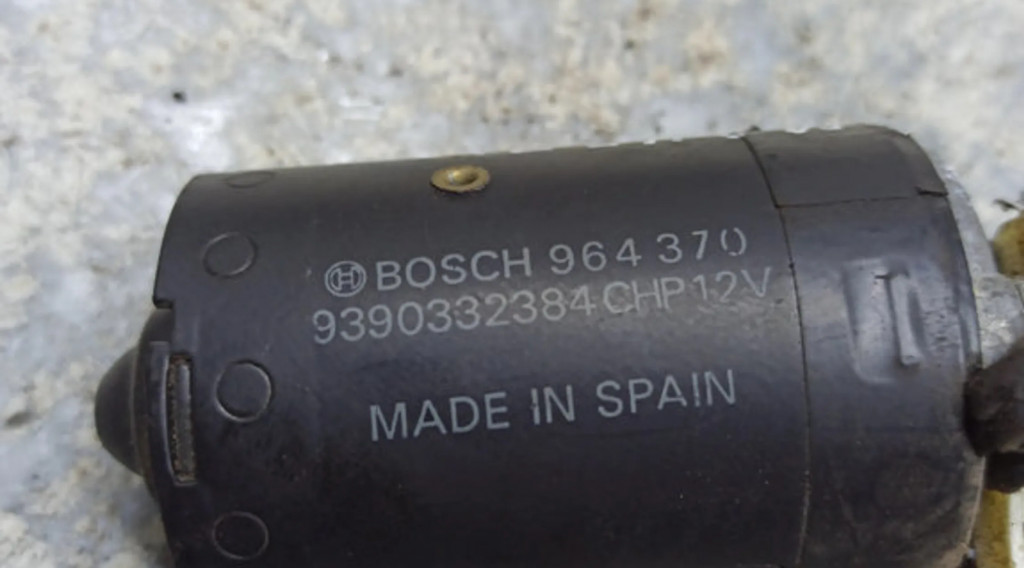 BOSCH 964 370
9390332384 CHP 12V
MADE IN SPAIN